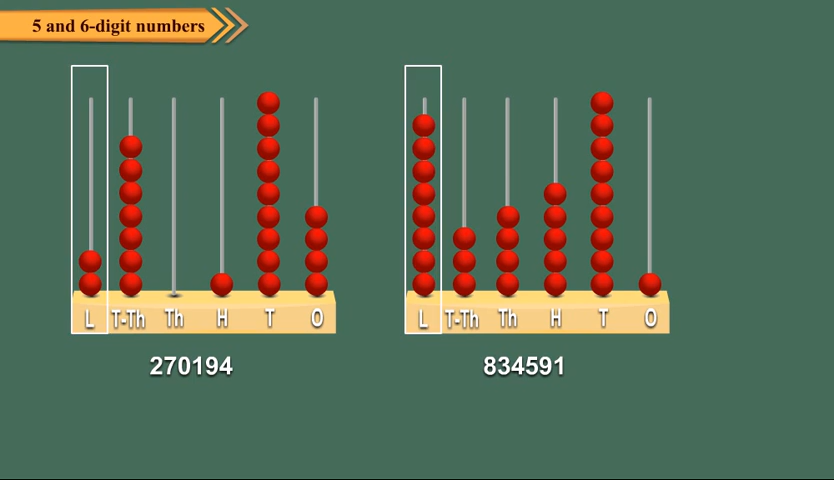 5 and 6-digit numbers
L T-Th Th H T O
L T-Th Th H T O
270194
834591